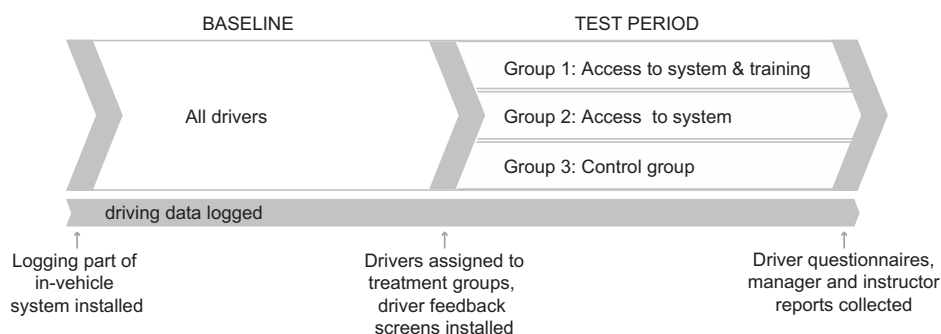 BASELINE
TEST PERIOD
All drivers
Group 1: Access to system & training
Group 2: Access to system
Group 3: Control group
driving data logged
Logging part of
in-vehicle
system installed
Drivers assigned to
treatment groups,
driver feedback
screens installed
Driver questionnaires,
manager and instructor
reports collected